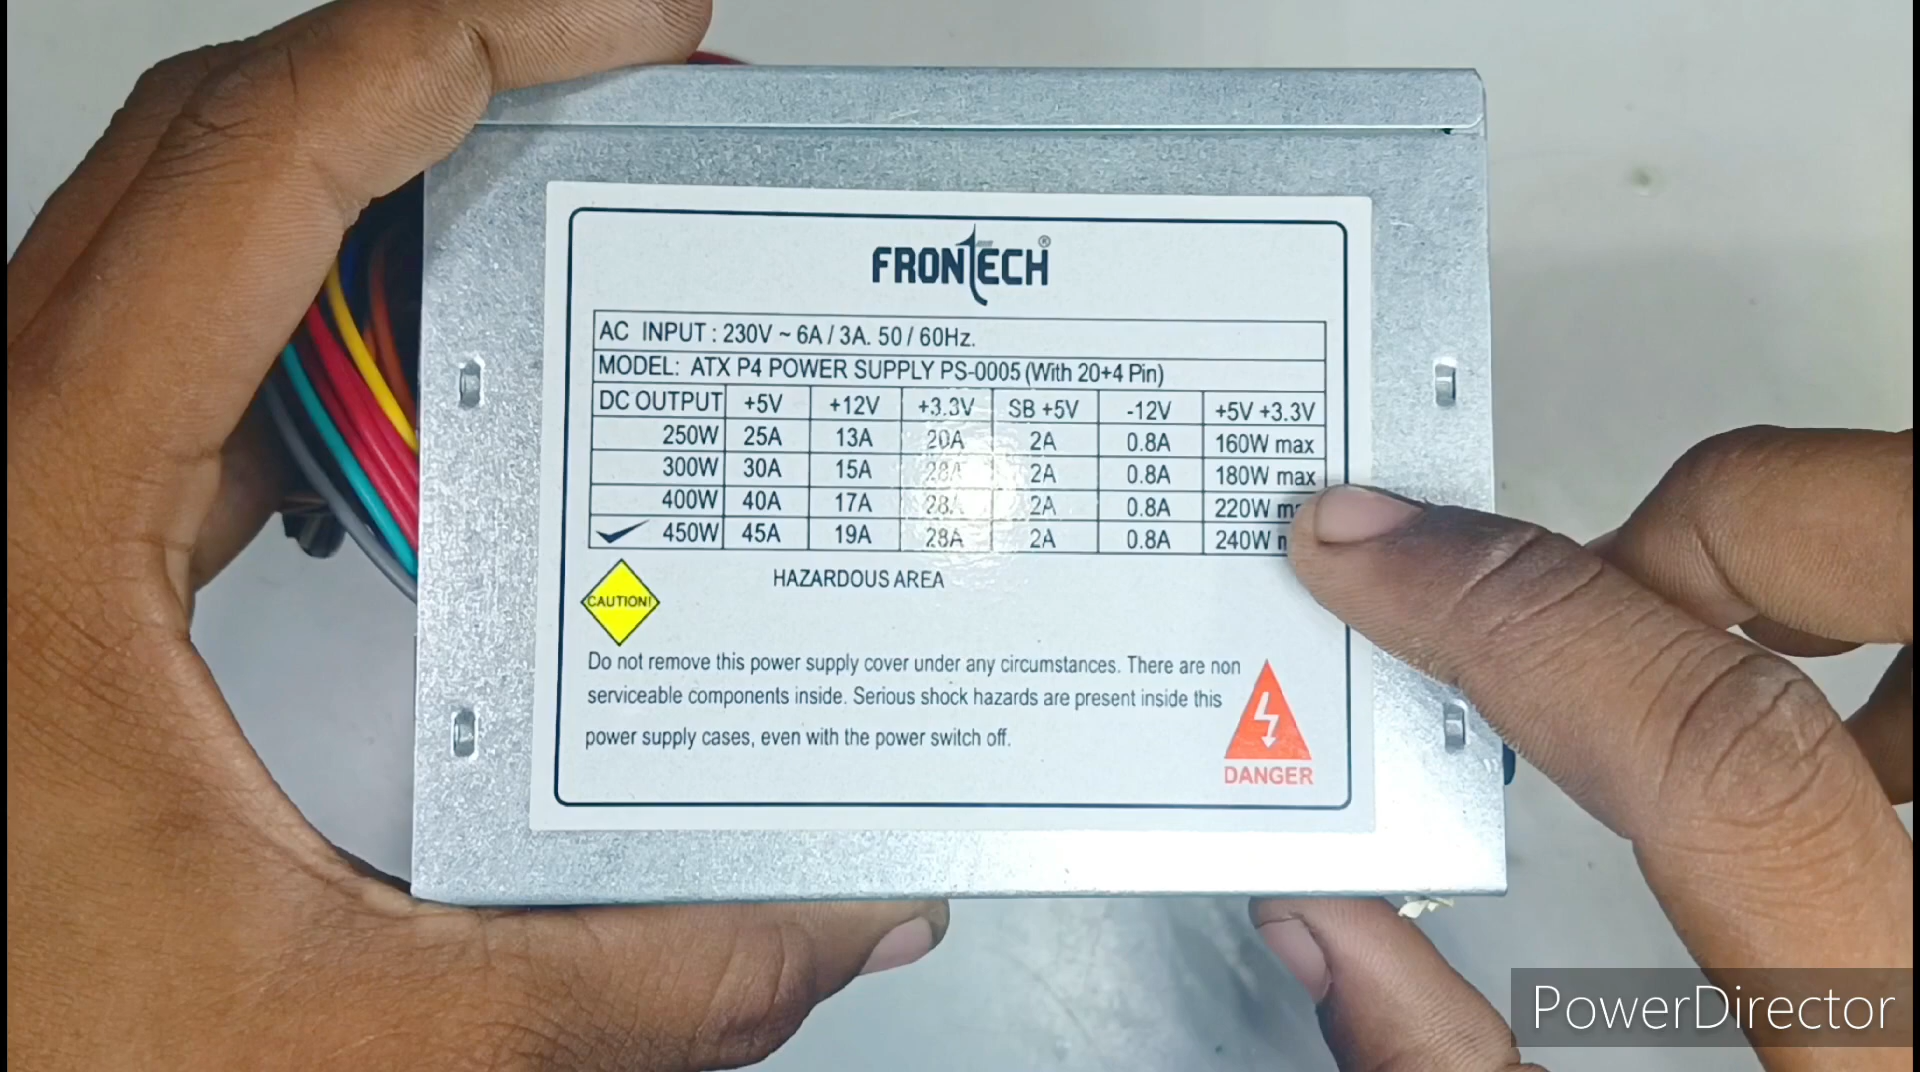 FRONTECH®
AC INPUT : 230V ~ 6A / 3A. 50 / 60Hz.
MODEL: ATX P4 POWER SUPPLY PS-0005 (With 20+4 Pin)
DC OUTPUT +5V +12V +3.3V SB +5V -12V +5V +3.3V
250W 25A 13A 20A 2A 0.8A 160W max
300W 30A 15A 28A 2A 0.8A 180W max
400W 40A 17A 28A 2A 0.8A 220W
450W 45A 19A 28A 2A 0.8A 240W
HAZARDOUS AREA
CAUTION!
Do not remove this power supply cover under any circumstances. There are non
serviceable components inside. Serious shock hazards are present inside this
power supply cases, even with the power switch off.
DANGER
PowerDirector